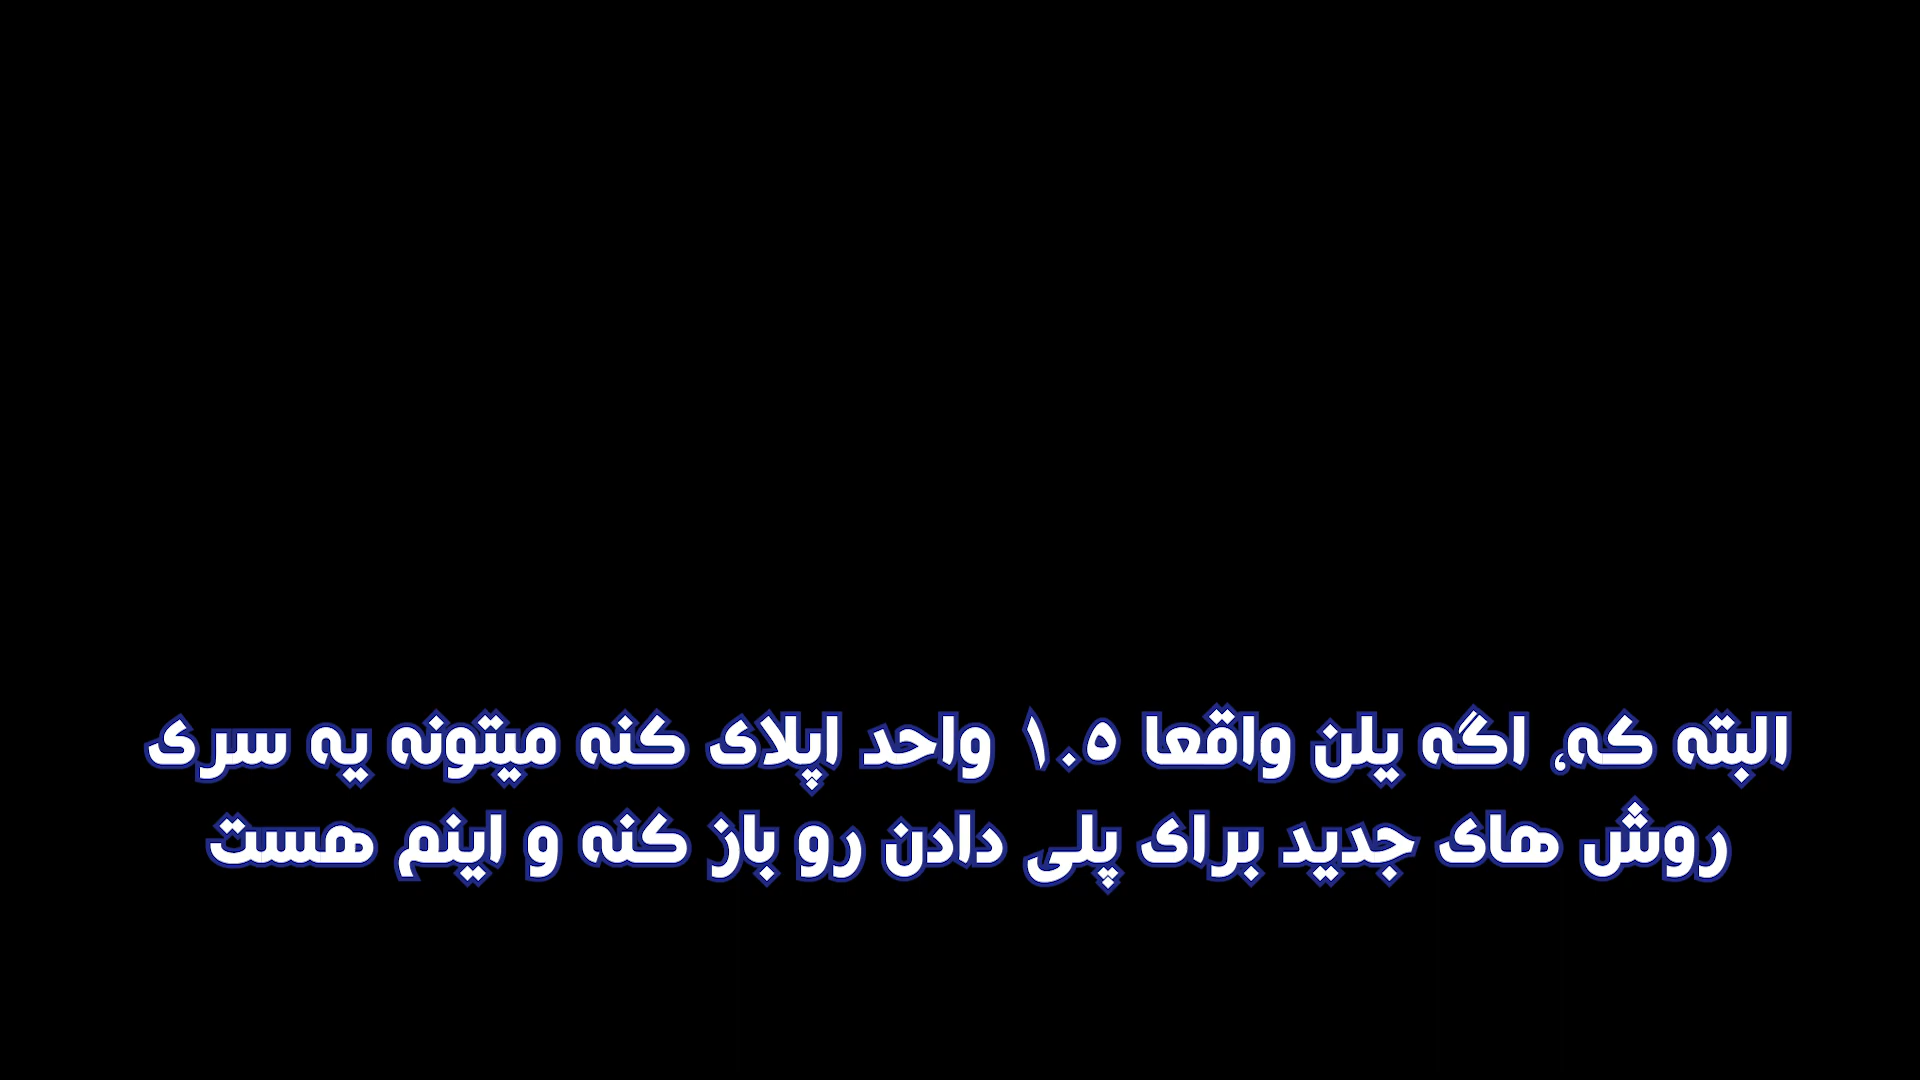 البته که، اگه یلن واقعا ۱.۵ واحد اپلای کنه میتونه یه سری
روش های جدید برای پلی دادن رو باز کنه و اینم هست